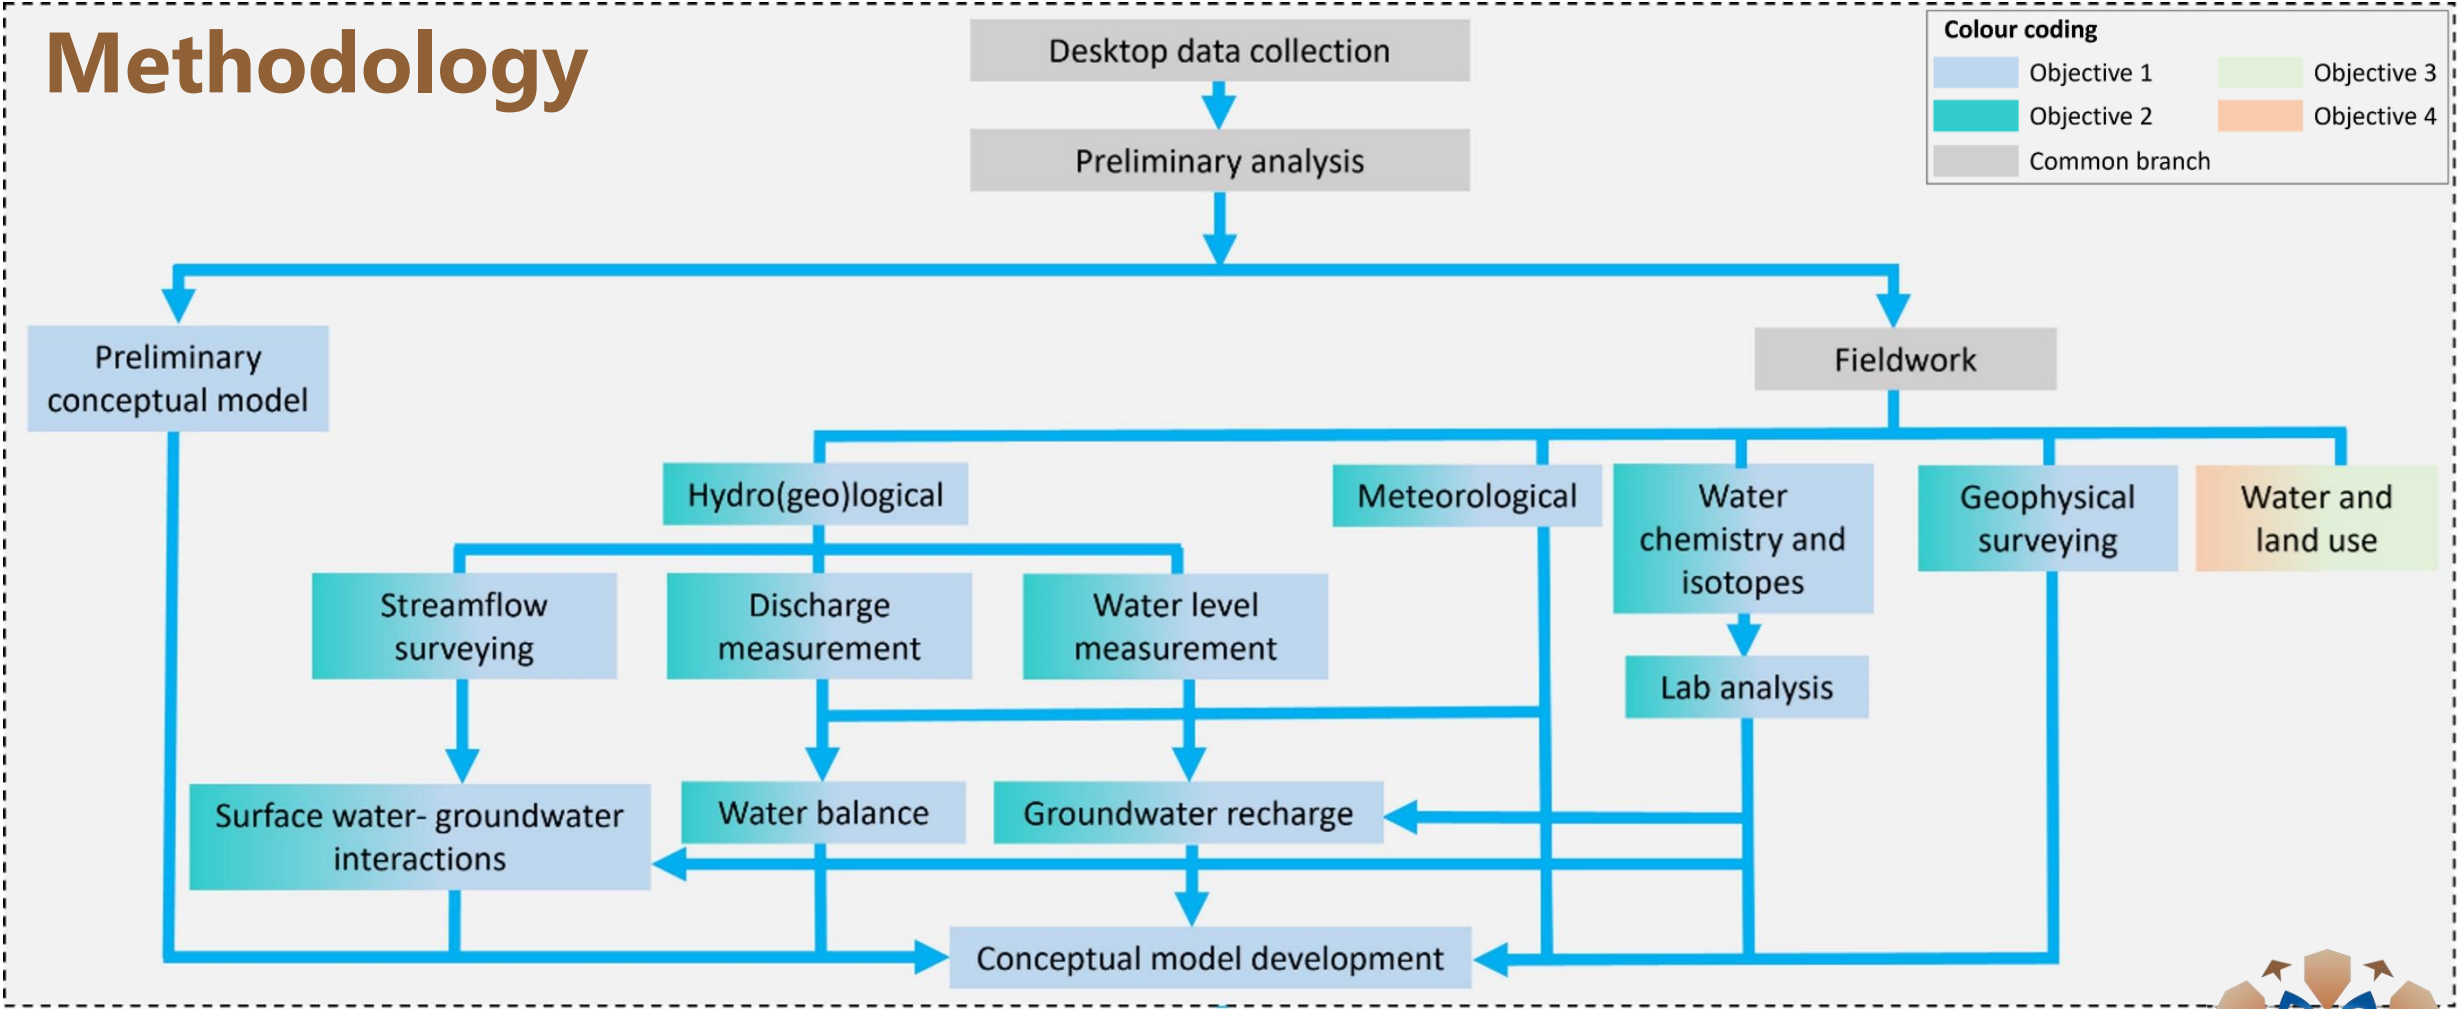 Methodology
Desktop data collection
Preliminary analysis
Colour coding
Objective 1
Objective 3
Objective 2
Objective 4
Common branch
Preliminary
conceptual model
Fieldwork
Hydro(geo)logical
Meteorological
Water
chemistry and
isotopes
Geophysical
surveying
Water and
land use
Streamflow
surveying
Discharge
measurement
Water level
measurement
Lab analysis
Surface water- groundwater
interactions
Water balance
Groundwater recharge
Conceptual model development